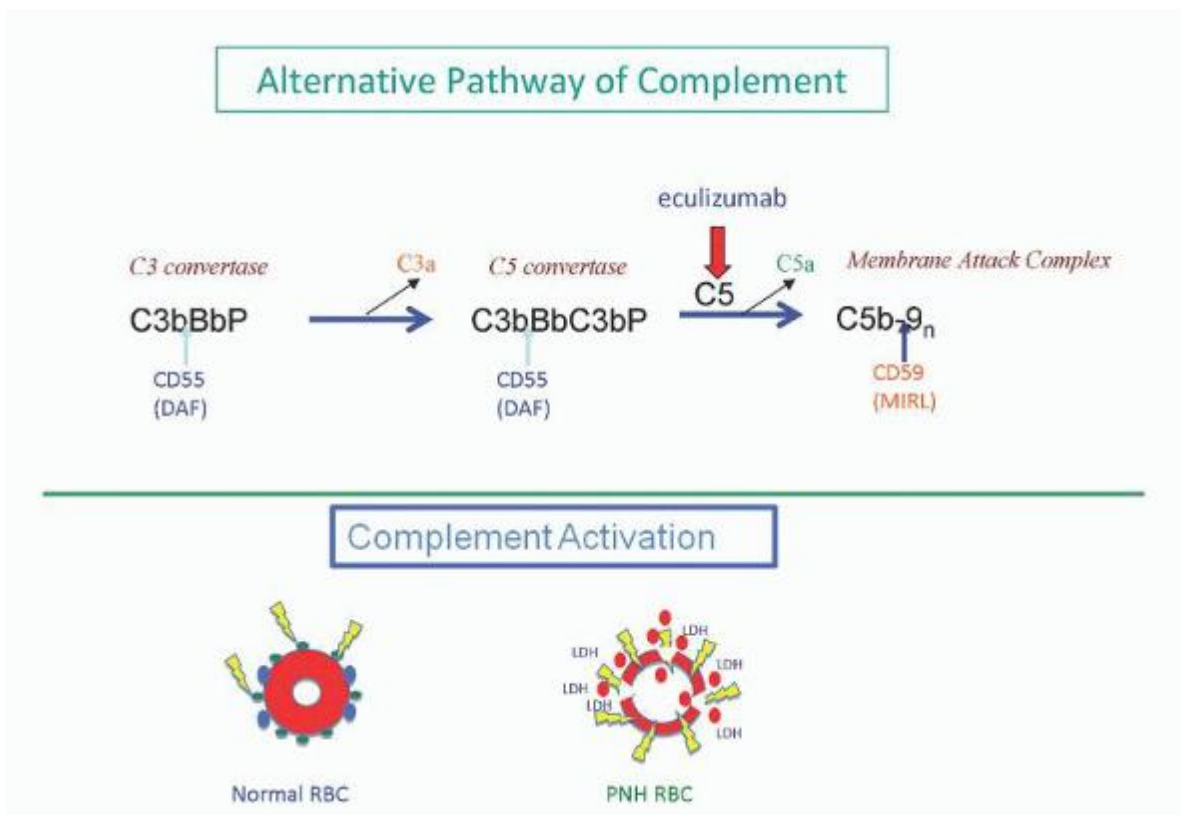 Alternative Pathway of Complement
eculizumab
C3 convertase
C3a
C5 convertase
C5a
Membrane Attack Complex
C3bBbP
C3bBbC3bP
C5
C5b-9n
CD55
(DAF)
CD55
(DAF)
CD59
(MIRL)
Complement Activation
LDH
LDH
LDH
LDH
LDH
LDH
Normal RBC
PNH RBC